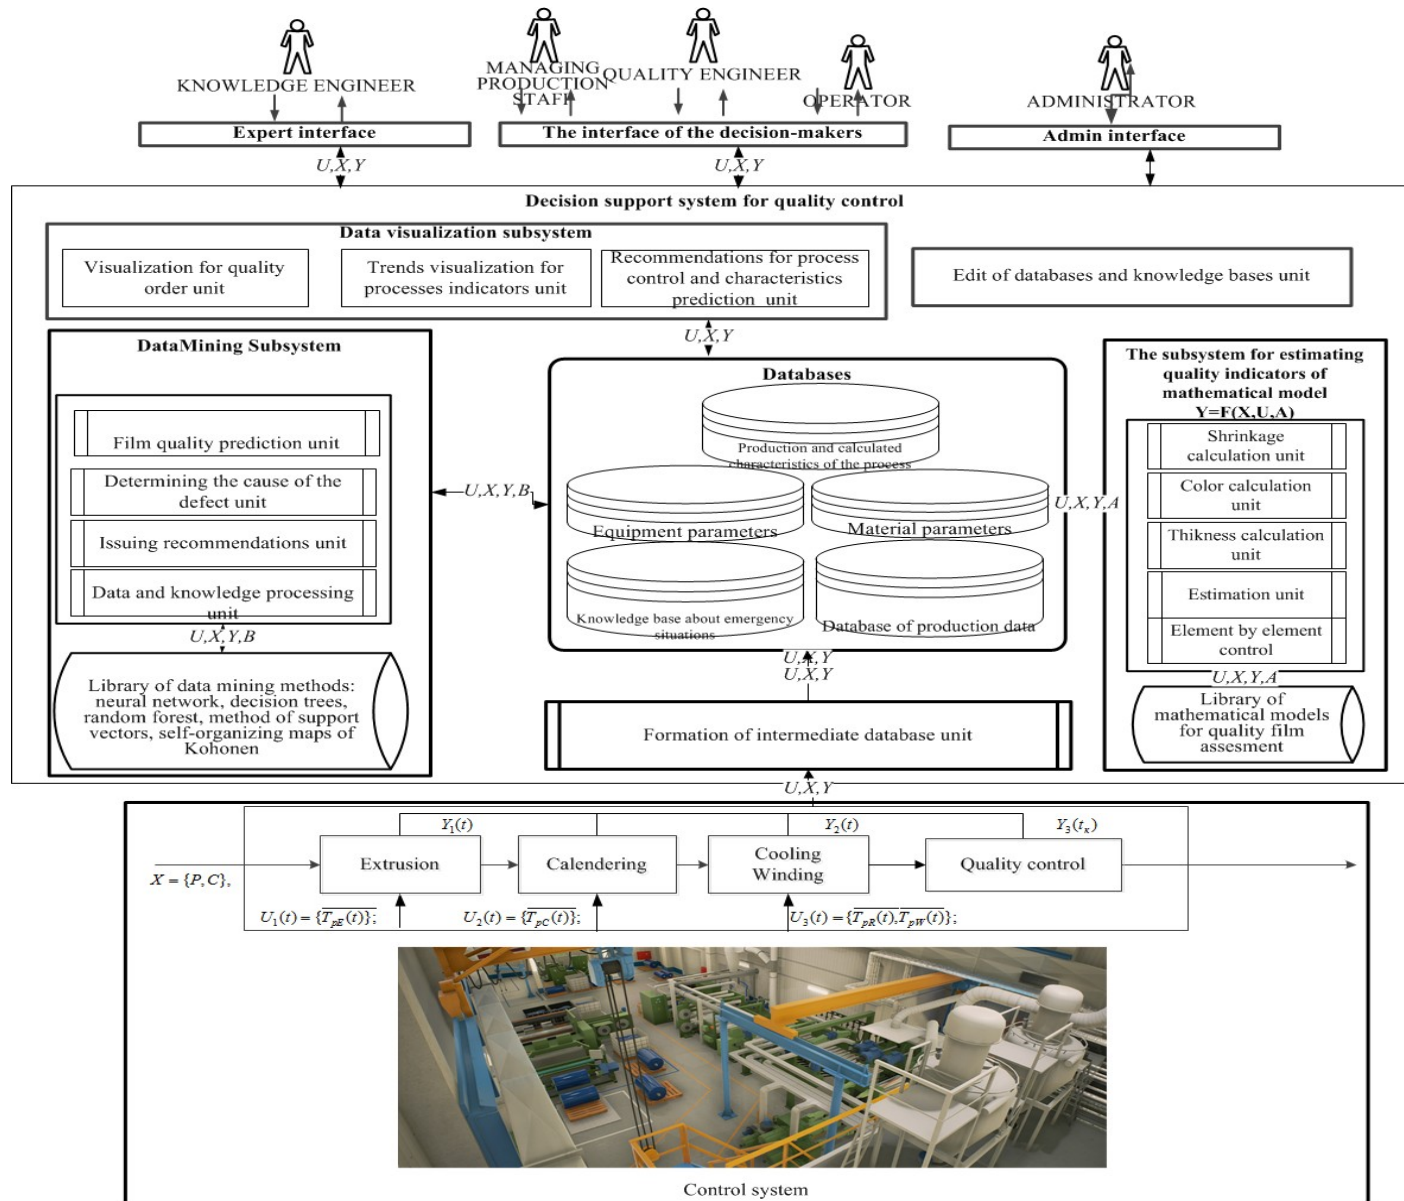 KNOWLEDGE ENGINEER
MANAGING
PRODUCTION
STAFF
QUALITY ENGINEER
OPERATOR
ADMINISTRATOR
Expert interface
The interface of the decision-makers
Admin interface
U,X,Y
U,X,Y
Decision support system for quality control
Data visualization subsystem
Visualization for quality
order unit
Trends visualization for
processes indicators unit
Recommendations for process
control and characteristics
prediction unit
Edit of databases and knowledge bases unit
U,X,Y
DataMining Subsystem
Film quality prediction unit
Determining the cause of the
defect unit
Issuing recommendations unit
Data and knowledge processing
unit
U,X,Y,B
Library of data mining methods:
neural network, decision trees,
random forest, method of support
vectors, self-organizing maps of
Kohonen
U,X,Y,B
Databases
Production and calculated
characteristics of the process
Equipment parameters
Material parameters
Knowledge base about emergency
situations
Database of production data
U,X,Y,A
The subsystem for estimating
quality indicators of
mathematical model
Y=F(X,U,A)
Shrinkage
calculation unit
Color calculation
unit
Thikness calculation
unit
Estimation unit
Element by element
control
U,X,Y,A
Library of
mathematical models
for quality film
assesment
U,X,Y
U,X,Y
Formation of intermediate database unit
U,X,Y
Y₁(t)
Y₂(t)
Y₃(tₖ)
Extrusion
Calendering
Cooling
Winding
Quality control
X = {P, C},
U₁(t) = {T̅pE(t)};
U₂(t) = {T̅pC(t)};
U₃(t) = {T̅pR(t), T̅pW(t)};
Control system